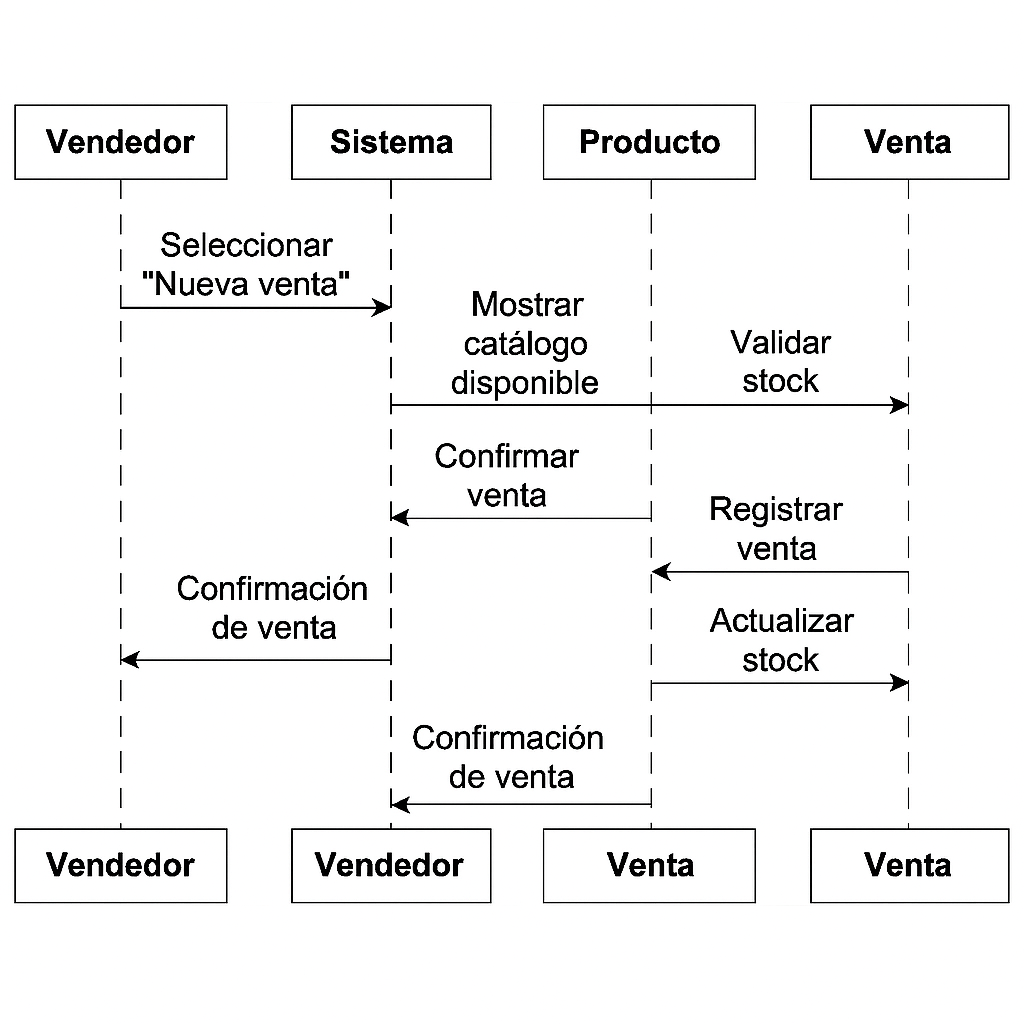 Vendedor
Sistema
Producto
Venta
Seleccionar
"Nueva venta"
Mostrar
catálogo
disponible
Validar
stock
Confirmar
venta
Registrar
venta
Confirmación
de venta
Actualizar
stock
Confirmación
de venta
Vendedor
Vendedor
Venta
Venta